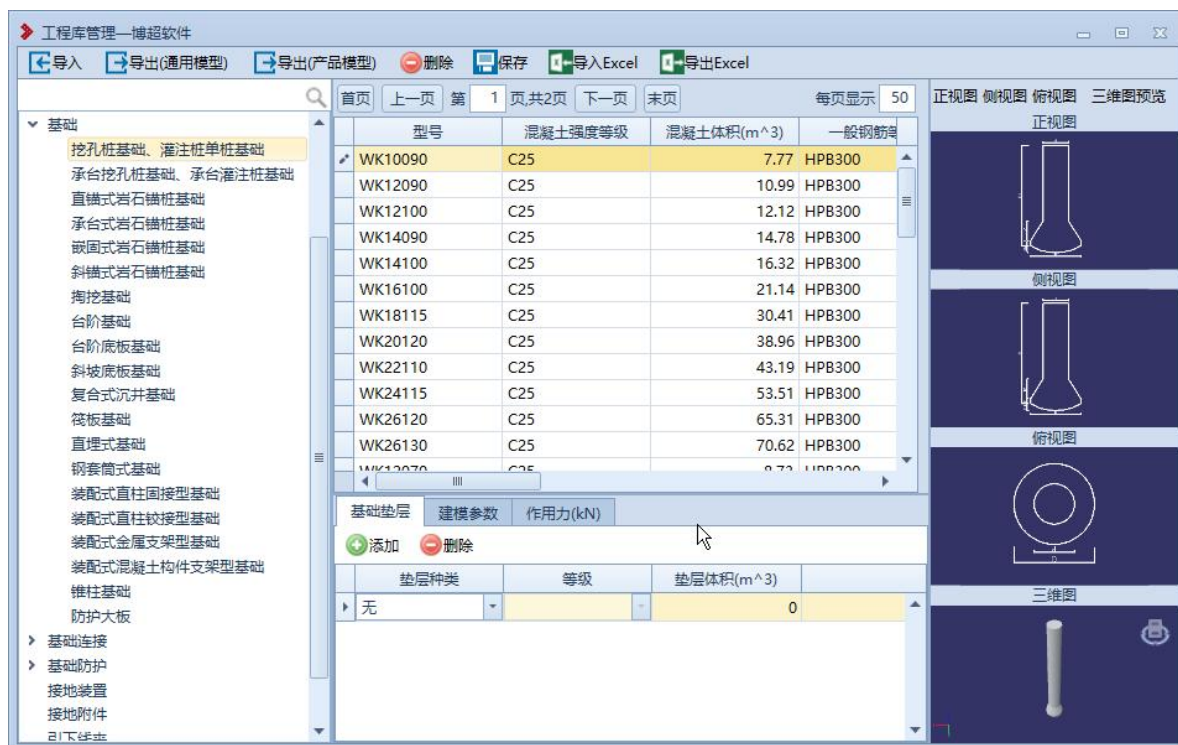 工程库管理—博超软件
导入 导出(通用模型) 导出(产品模型) 删除 保存 导入Excel 导出Excel
首页 上一页 第 1 页,共2页 下一页 末页 每页显示 50
正视图 侧视图 俯视图 三维图预览
基础
挖孔桩基础、灌注桩单桩基础
承台挖孔桩基础、承台灌注桩基础
直锚式岩石锚桩基础
承台式岩石锚桩基础
嵌固式岩石锚桩基础
斜锚式岩石锚桩基础
掏挖基础
台阶基础
台阶底板基础
斜坡底板基础
复合式沉井基础
筏板基础
直埋式基础
钢套筒式基础
装配式直柱固接型基础
装配式直柱铰接型基础
装配式金属支架型基础
装配式混凝土构件支架型基础
锥柱基础
防护大板
基础连接
基础防护
接地装置
接地附件
引下线夹
型号 混凝土强度等级 混凝土体积(m^3) 一般钢筋等
WK10090 C25 7.77 HPB300
WK12090 C25 10.99 HPB300
WK12100 C25 12.12 HPB300
WK14090 C25 14.78 HPB300
WK14100 C25 16.32 HPB300
WK16100 C25 21.14 HPB300
WK18115 C25 30.41 HPB300
WK20120 C25 38.96 HPB300
WK22110 C25 43.19 HPB300
WK24115 C25 53.51 HPB300
WK26120 C25 65.31 HPB300
WK26130 C25 70.62 HPB300
WK12070 C25 9.73 HPB300
基础垫层 建模参数 作用力(kN)
添加 删除
垫层种类 等级 垫层体积(m^3)
无 0
正视图
侧视图
俯视图
D
三维图